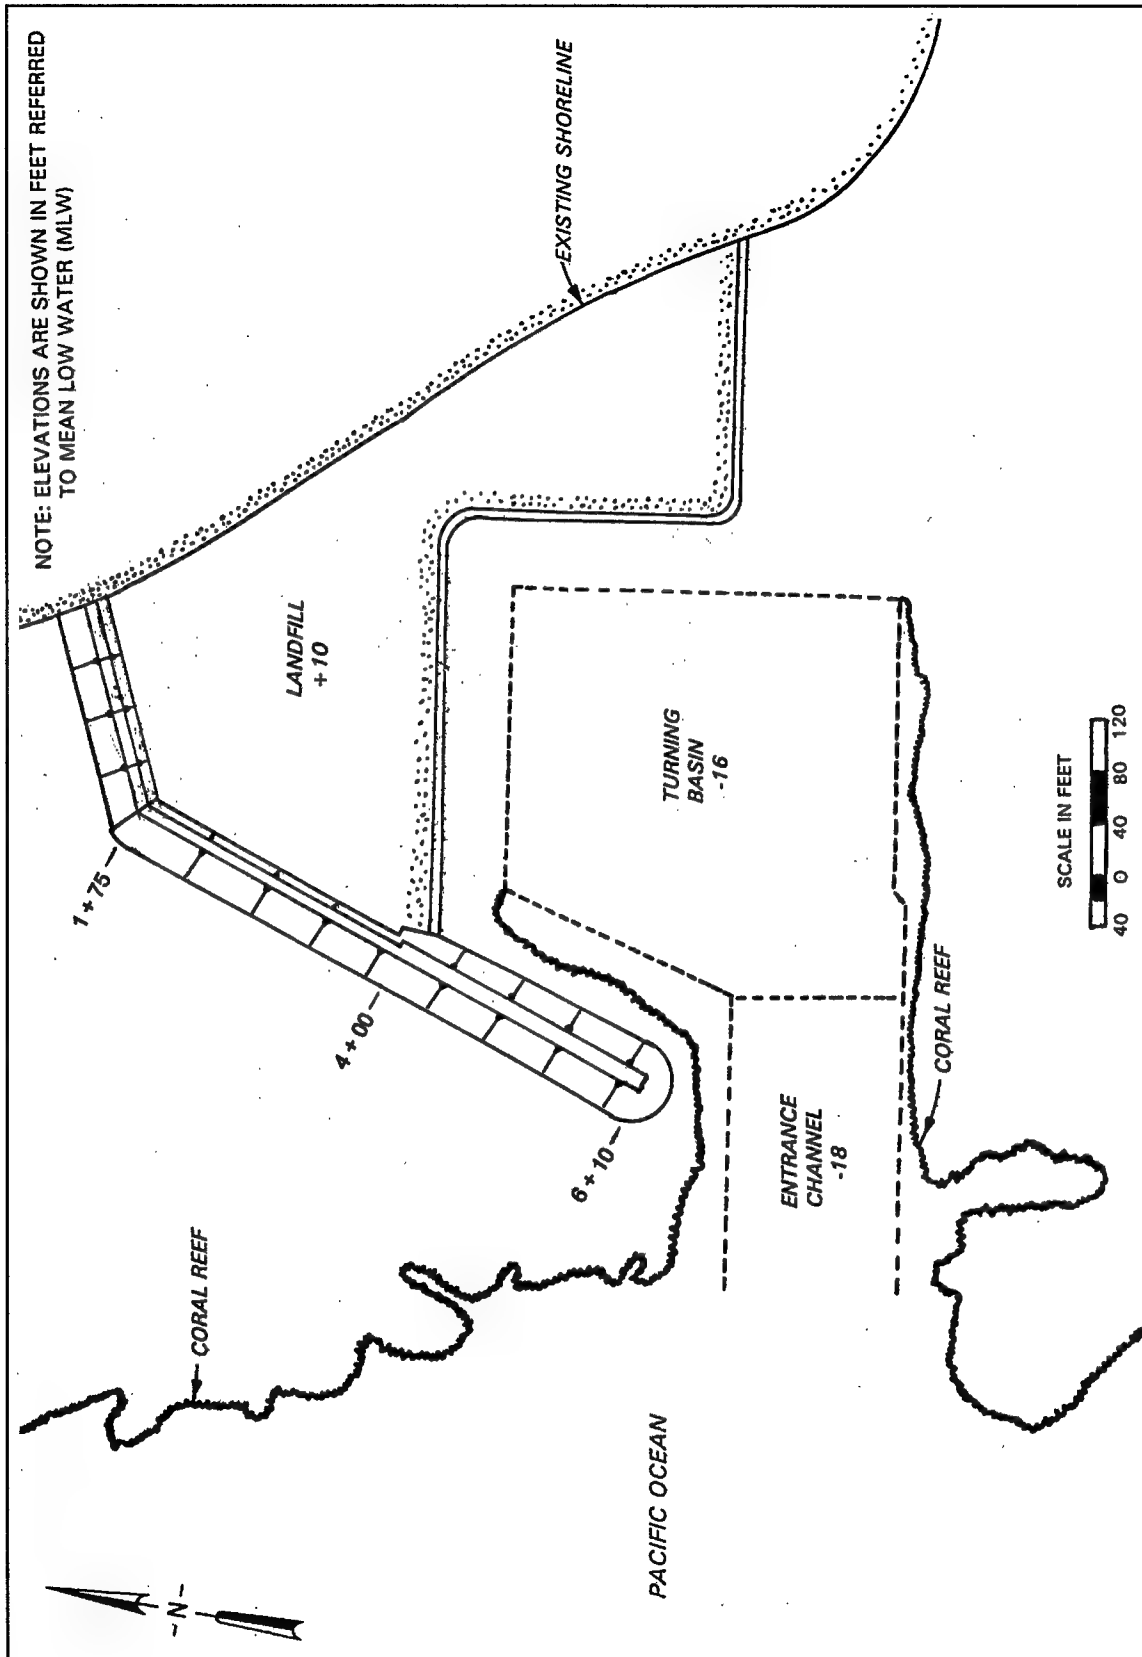 NOTE: ELEVATIONS ARE SHOWN IN FEET REFERRED
TO MEAN LOW WATER (MLW)
EXISTING SHORELINE
LANDFILL
+10
1+75
4+00
6+10
TURNING
BASIN
-16
ENTRANCE
CHANNEL
-18
CORAL REEF
CORAL REEF
PACIFIC OCEAN
SCALE IN FEET
40 0 40 80 120
-N-